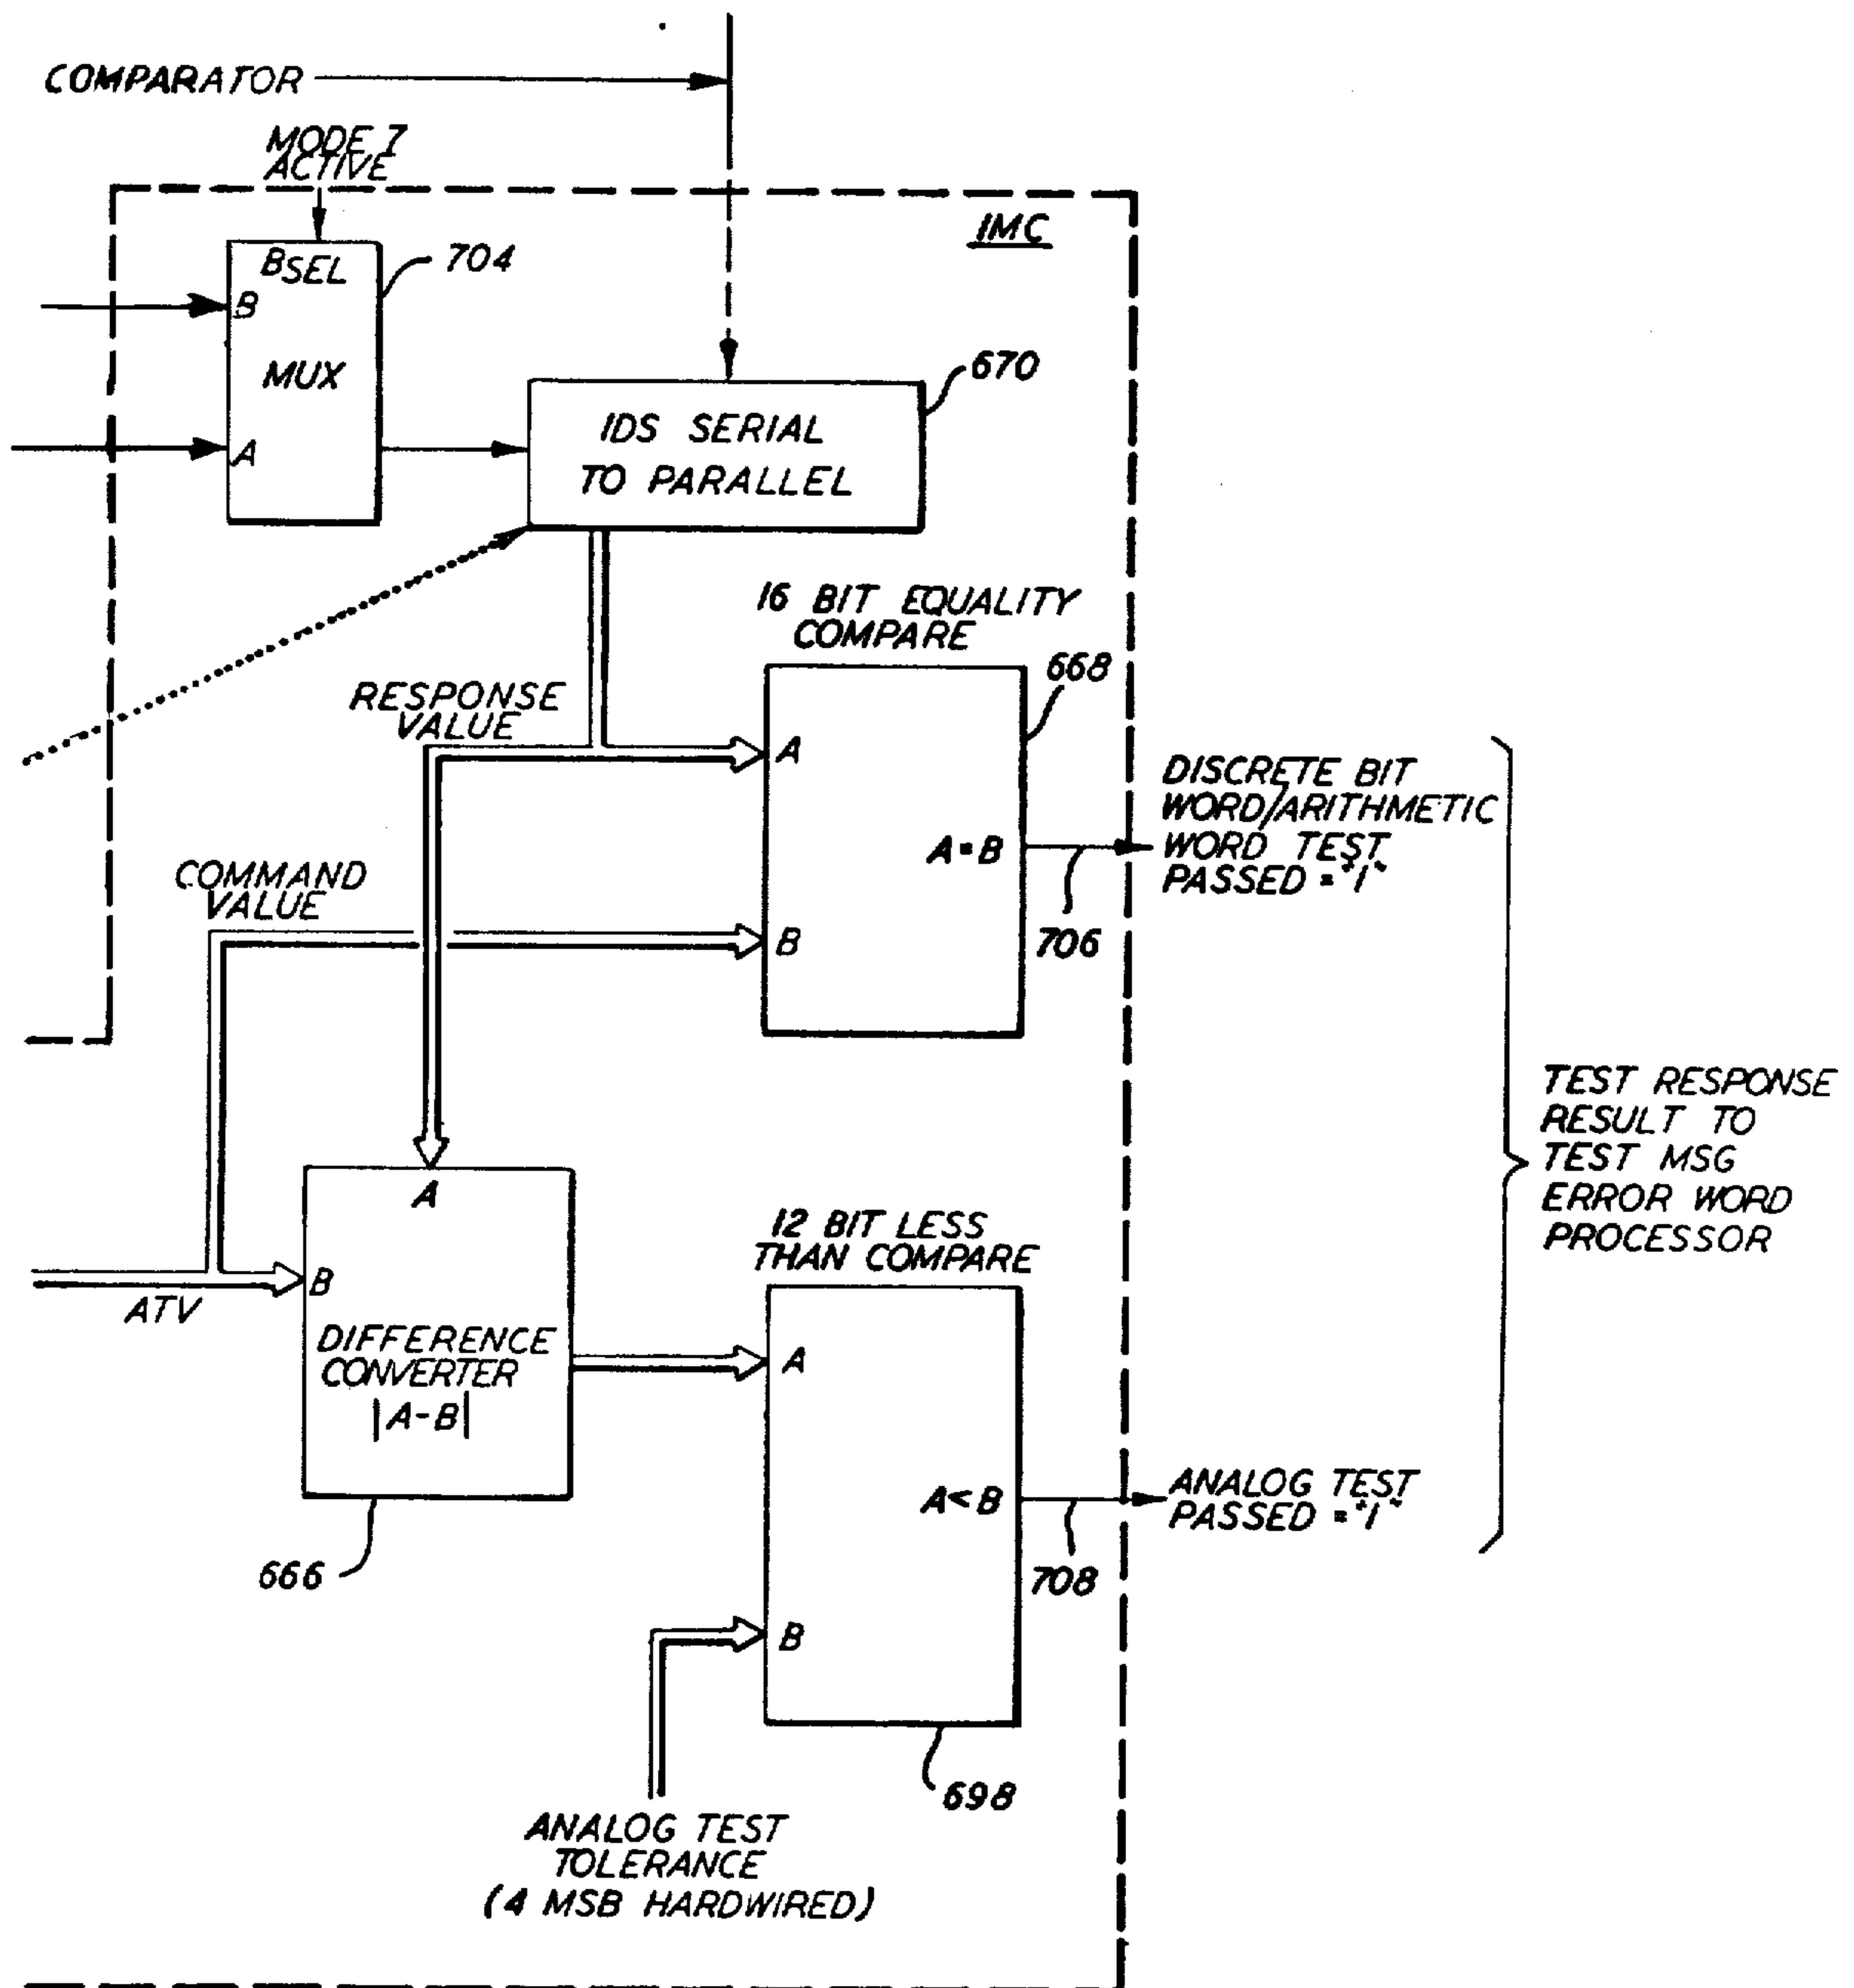 COMPARATOR
MODE 7
ACTIVE
IMC
BSEL
704
B
MUX
A
670
IDS SERIAL
TO PARALLEL
16 BIT EQUALITY
COMPARE
668
RESPONSE
VALUE
A
DISCRETE BIT
WORD/ARITHMETIC
WORD TEST
PASSED = "1"
A = B
COMMAND
VALUE
B
706
TEST RESPONSE
RESULT TO
TEST MSG
ERROR WORD
PROCESSOR
A
12 BIT LESS
THAN COMPARE
B
ATV
DIFFERENCE
CONVERTER
|A-B|
A
A < B
ANALOG TEST
PASSED = "1"
666
708
B
698
ANALOG TEST
TOLERANCE
(4 MSB HARDWIRED)